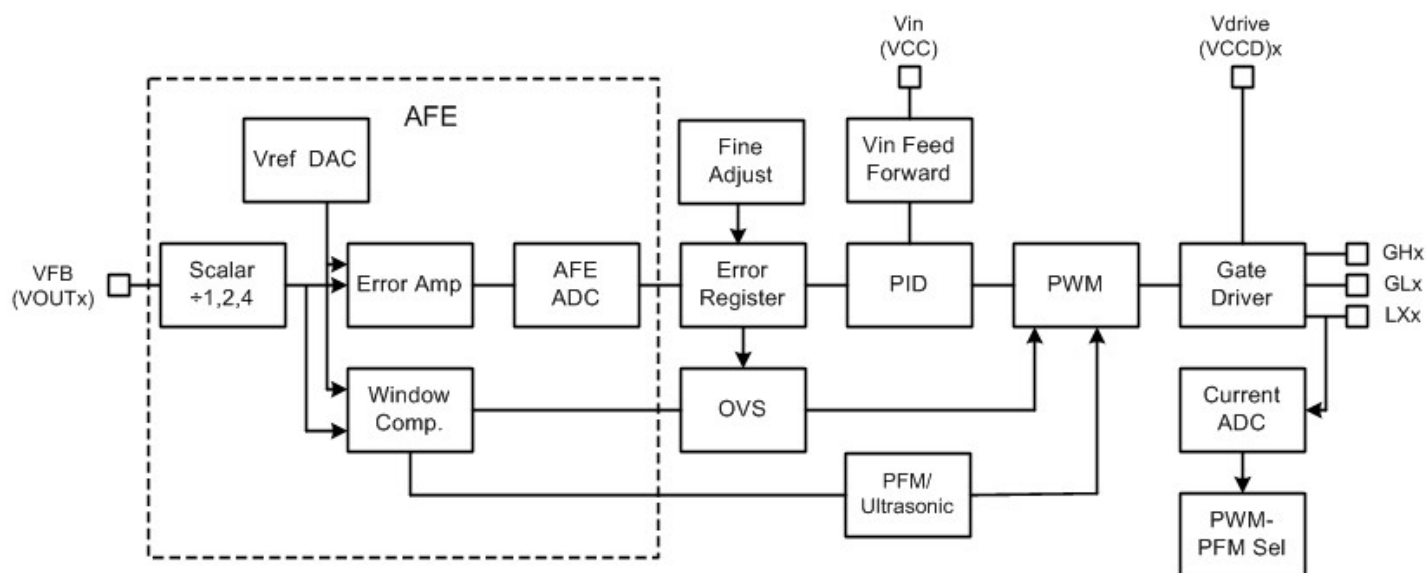 Vin
(VCC)
Vdrive
(VCCD)x
AFE
Vref DAC
Fine
Adjust
Vin Feed
Forward
VFB
(VOUTx)
Scalar
÷1,2,4
Error Amp
AFE
ADC
Error
Register
PID
PWM
Gate
Driver
GHx
GLx
LXx
Window
Comp.
OVS
Current
ADC
PFM/
Ultrasonic
PWM-
PFM Sel